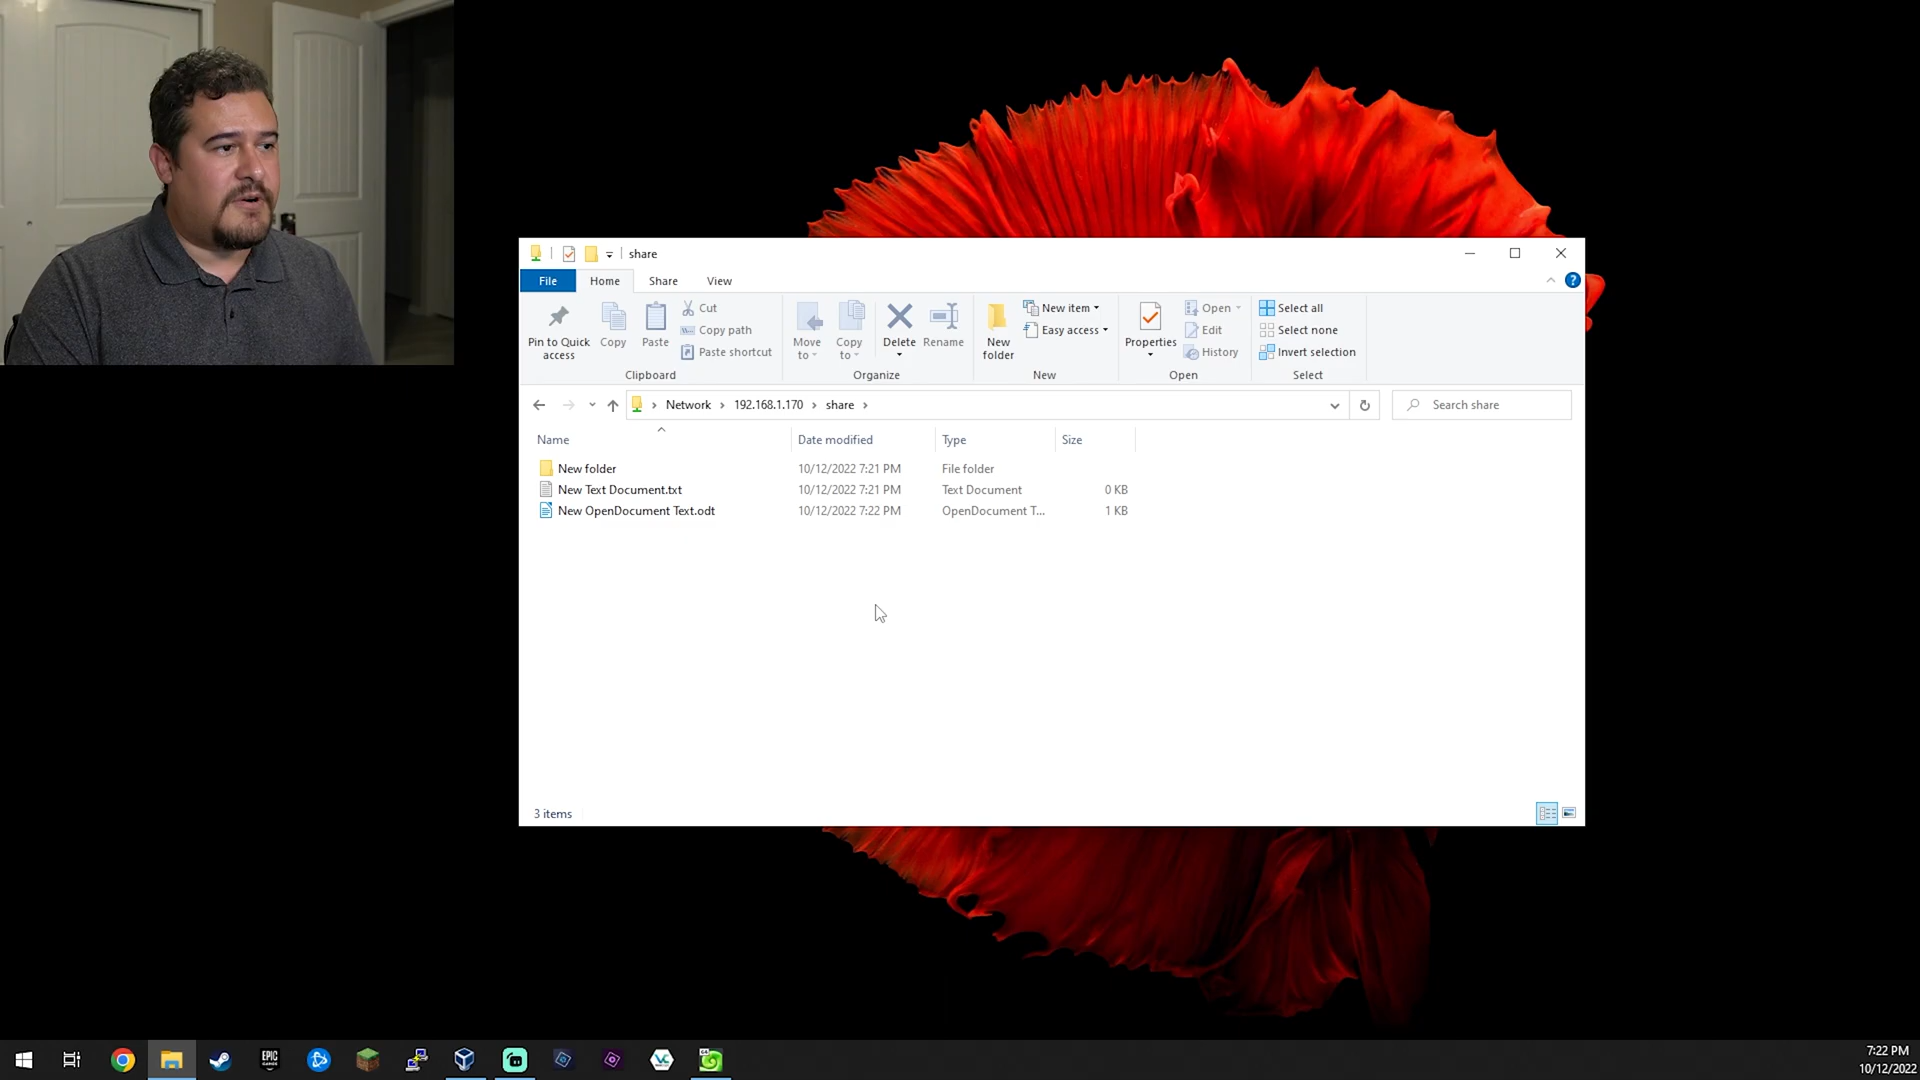 share
File Home Share View
Pin to Quick access
Copy
Paste
Cut
Copy path
Paste shortcut
Clipboard
Move to
Copy to
Delete
Rename
Organize
New folder
New item
Easy access
New
Properties
Open
Edit
History
Open
Select all
Select none
Invert selection
Select
Network 192.168.1.170 share
Search share
Name Date modified Type Size
New folder 10/12/2022 7:21 PM File folder
New Text Document.txt 10/12/2022 7:21 PM Text Document 0 KB
New OpenDocument Text.odt 10/12/2022 7:22 PM OpenDocument T... 1 KB
3 items
EPIC GAMES
VC
7:22 PM
10/12/2022